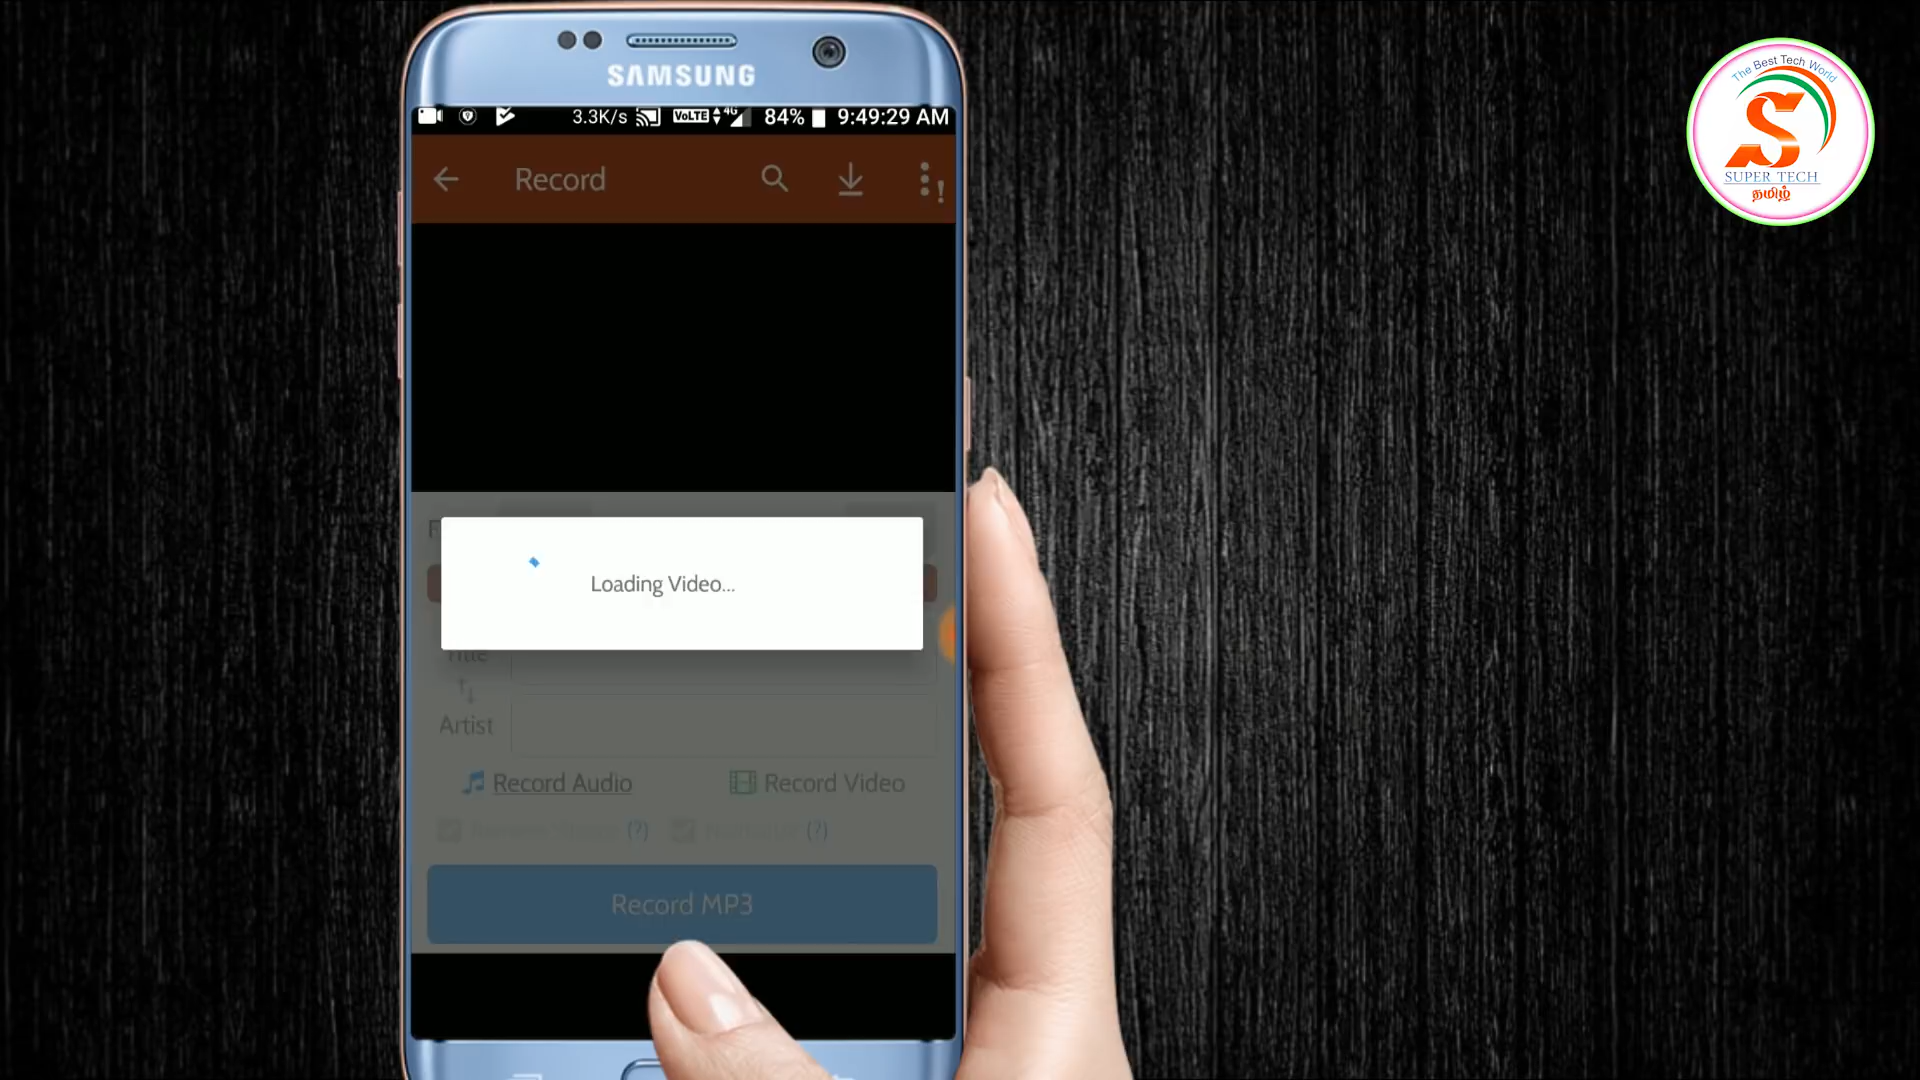 SAMSUNG
3.3K/s VoLTE 4G 84% 9:49:29 AM
Record
Loading Video...
Title
Artist
Record Audio
Record Video
(?)
(?)
Record MP3
The Best Tech World
S
SUPER TECH
தமிழ்